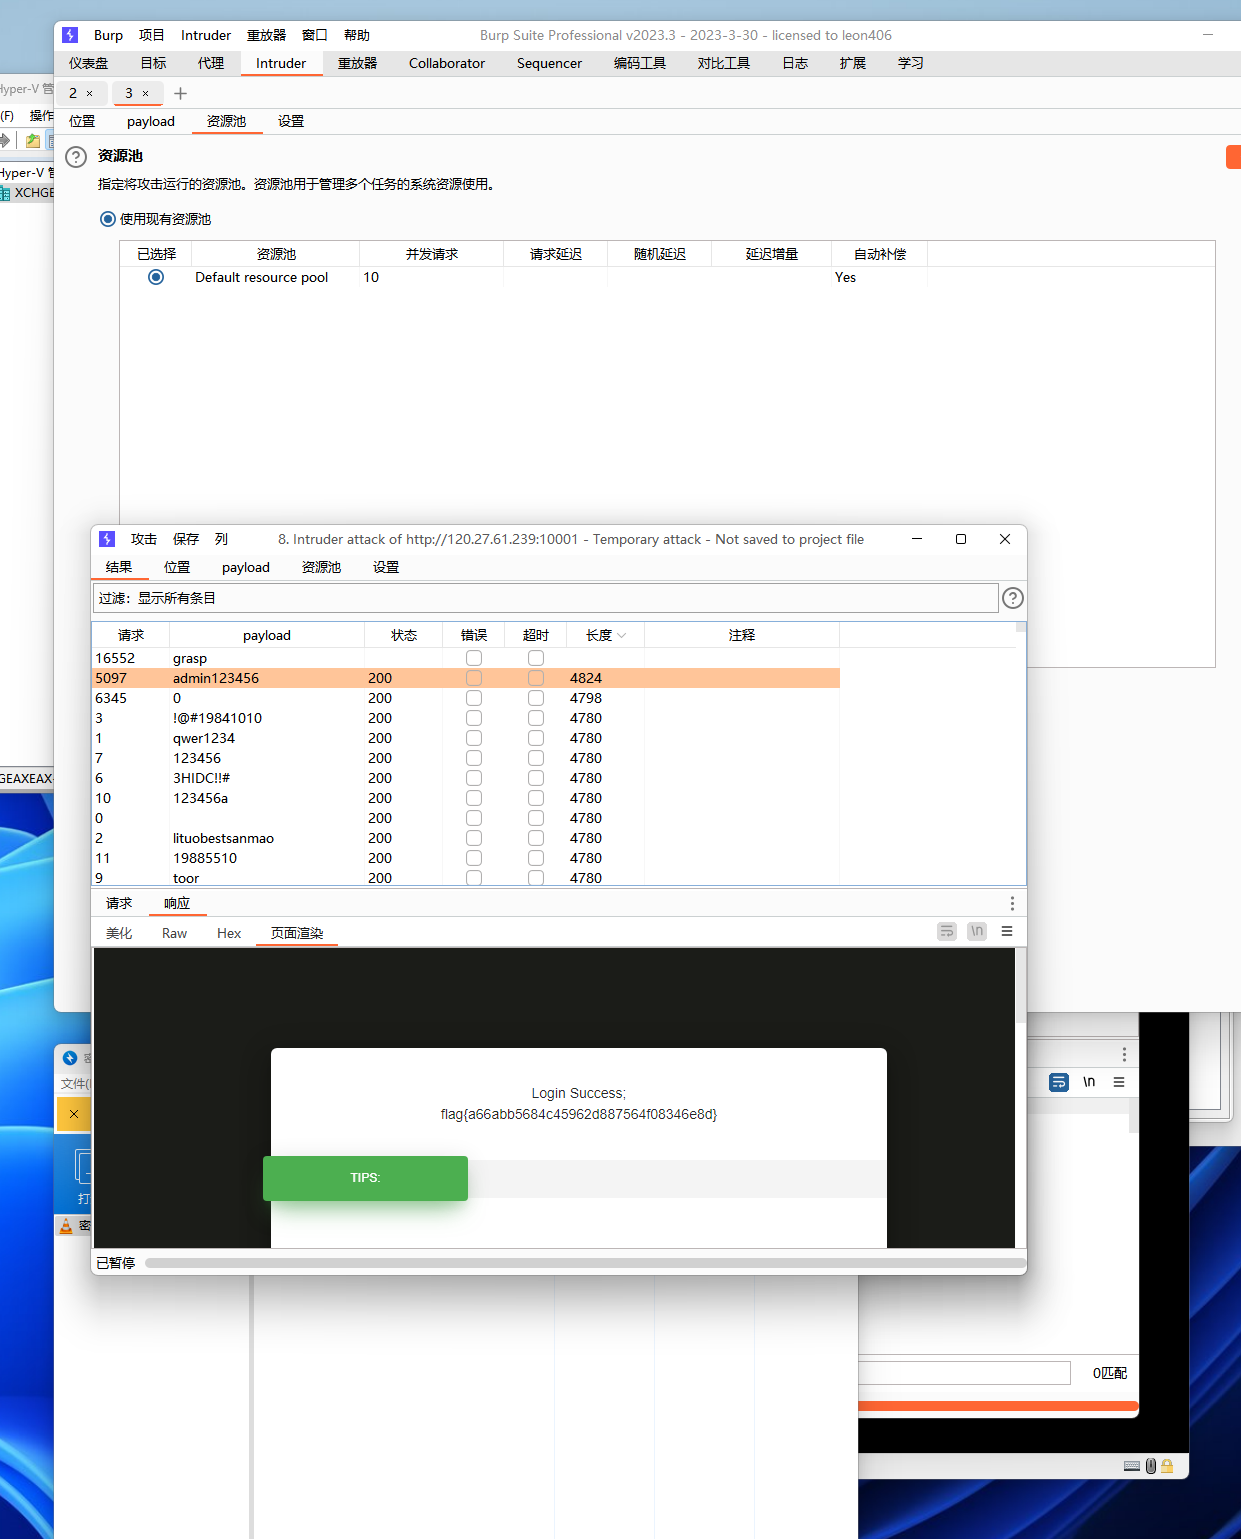 Burp 项目 Intruder 重放器 窗口 帮助 Burp Suite Professional v2023.3 - 2023-3-30 - licensed to leon406
仪表盘 目标 代理 Intruder 重放器 Collaborator Sequencer 编码工具 对比工具 日志 扩展 学习
Hyper-V 管
2 × 3 × +
(F) 操作
位置 payload 资源池 设置
资源池
Hyper-V 管
指定将攻击运行的资源池。资源池用于管理多个任务的系统资源使用。
XCHGE
使用现有资源池
已选择 资源池 并发请求 请求延迟 随机延迟 延迟增量 自动补偿
Default resource pool 10 Yes
攻击 保存 列 8. Intruder attack of http://120.27.61.239:10001 - Temporary attack - Not saved to project file
结果 位置 payload 资源池 设置
过滤：显示所有条目
请求 payload 状态 错误 超时 长度 注释
16552 grasp
5097 admin123456 200 4824
6345 0 200 4798
3 !@#19841010 200 4780
1 qwer1234 200 4780
7 123456 200 4780
6 3HIDC!!# 200 4780
GEAXEAX-
10 123456a 200 4780
0 200 4780
2 lituobestsanmao 200 4780
11 19885510 200 4780
9 toor 200 4780
请求 响应
美化 Raw Hex 页面渲染 \n
Login Success;
flag{a66abb5684c45962d887564f08346e8d}
文件(
\n
TIPS:
打
密
已暂停
0匹配